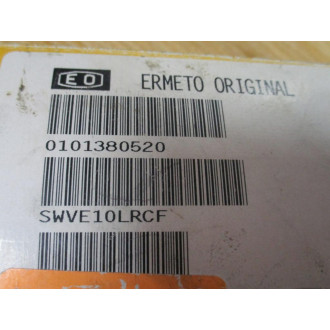 EO ERMETO ORIGINAL
0101380520
SWVE10LRCF